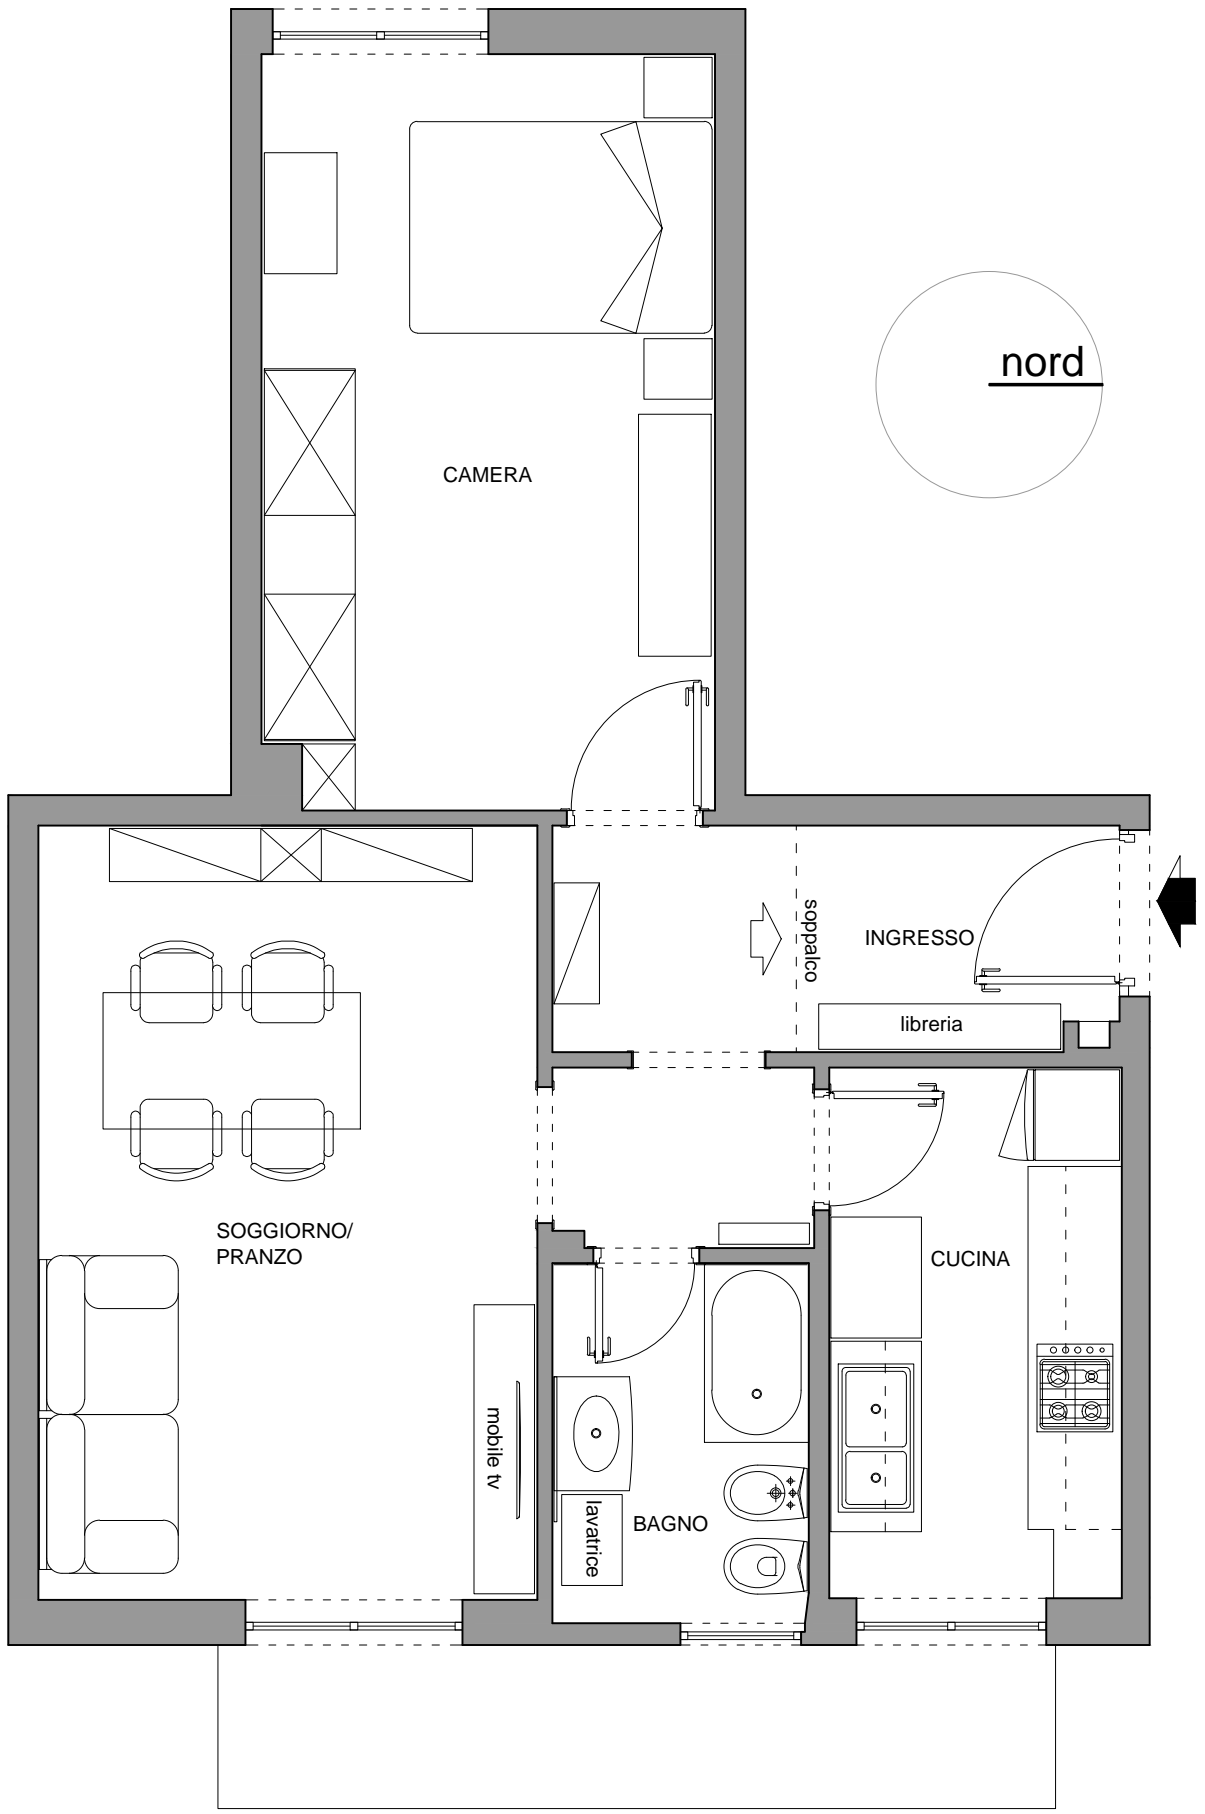 nord
CAMERA
soppalco
INGRESSO
libreria
SOGGIORNO/
PRANZO
CUCINA
mobile tv
lavatrice
BAGNO